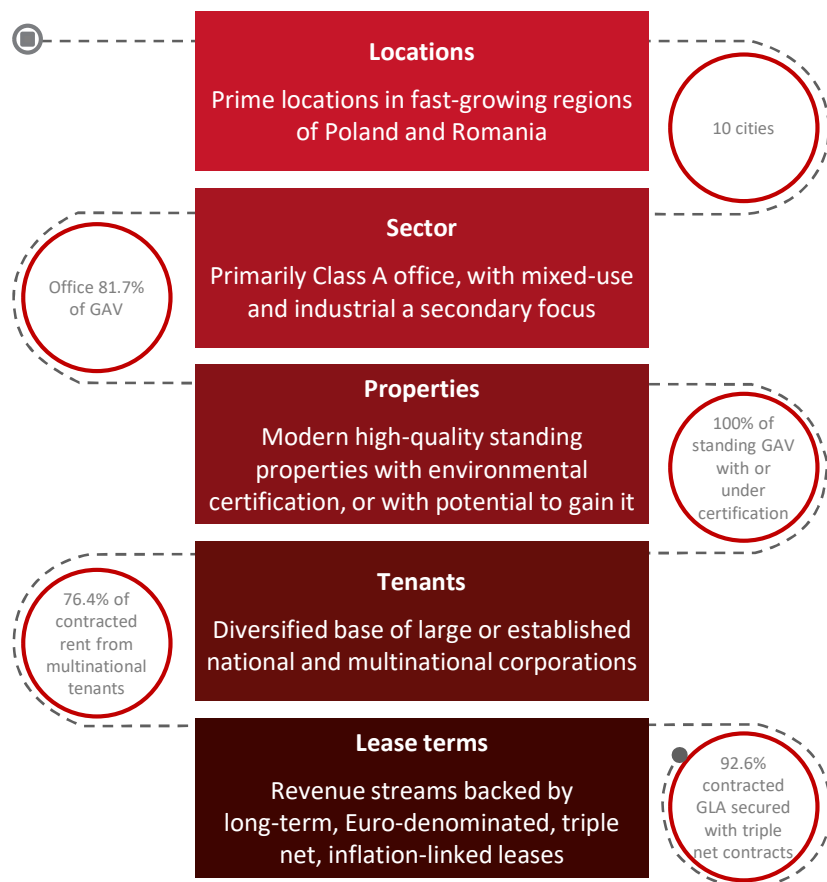 Locations
Prime locations in fast-growing regions
of Poland and Romania
10 cities
Sector
Primarily Class A office, with mixed-use
and industrial a secondary focus
Office 81.7%
of GAV
Properties
Modern high-quality standing
properties with environmental
certification, or with potential to gain it
100% of
standing GAV
with or
under
certification
Tenants
Diversified base of large or established
national and multinational corporations
76.4% of
contracted
rent from
multinational
tenants
Lease terms
Revenue streams backed by
long-term, Euro-denominated, triple
net, inflation-linked leases
92.6%
contracted
GLA secured
with triple
net contracts